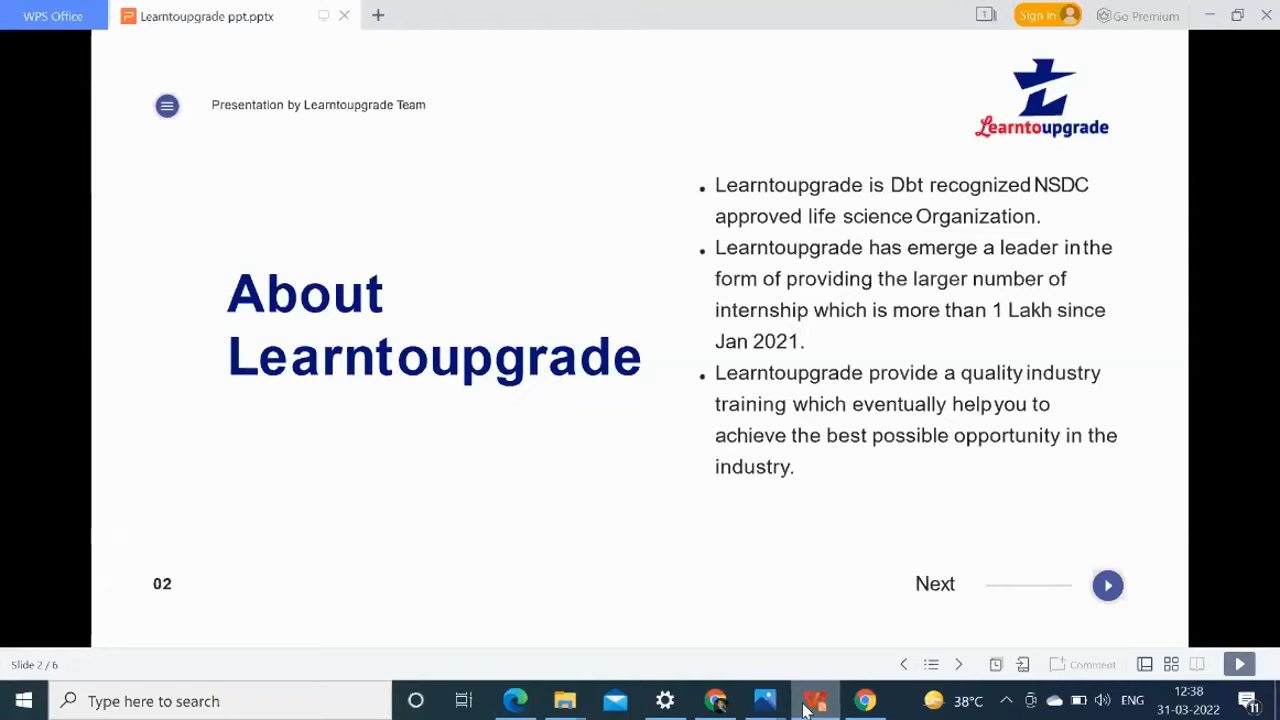 WPS Office
Learntoupgrade ppt.pptx
1
Sign in
Go Premium
Presentation by Learntoupgrade Team
Learntoupgrade
About
Learntoupgrade
• Learntoupgrade is Dbt recognized NSDC
approved life science Organization.
• Learntoupgrade has emerge a leader in the
form of providing the larger number of
internship which is more than 1 Lakh since
Jan 2021.
• Learntoupgrade provide a quality industry
training which eventually help you to
achieve the best possible opportunity in the
industry.
02
Next
Slide 2 / 6
Comment
Type here to search
38°C
ENG
12:38
31-03-2022
11